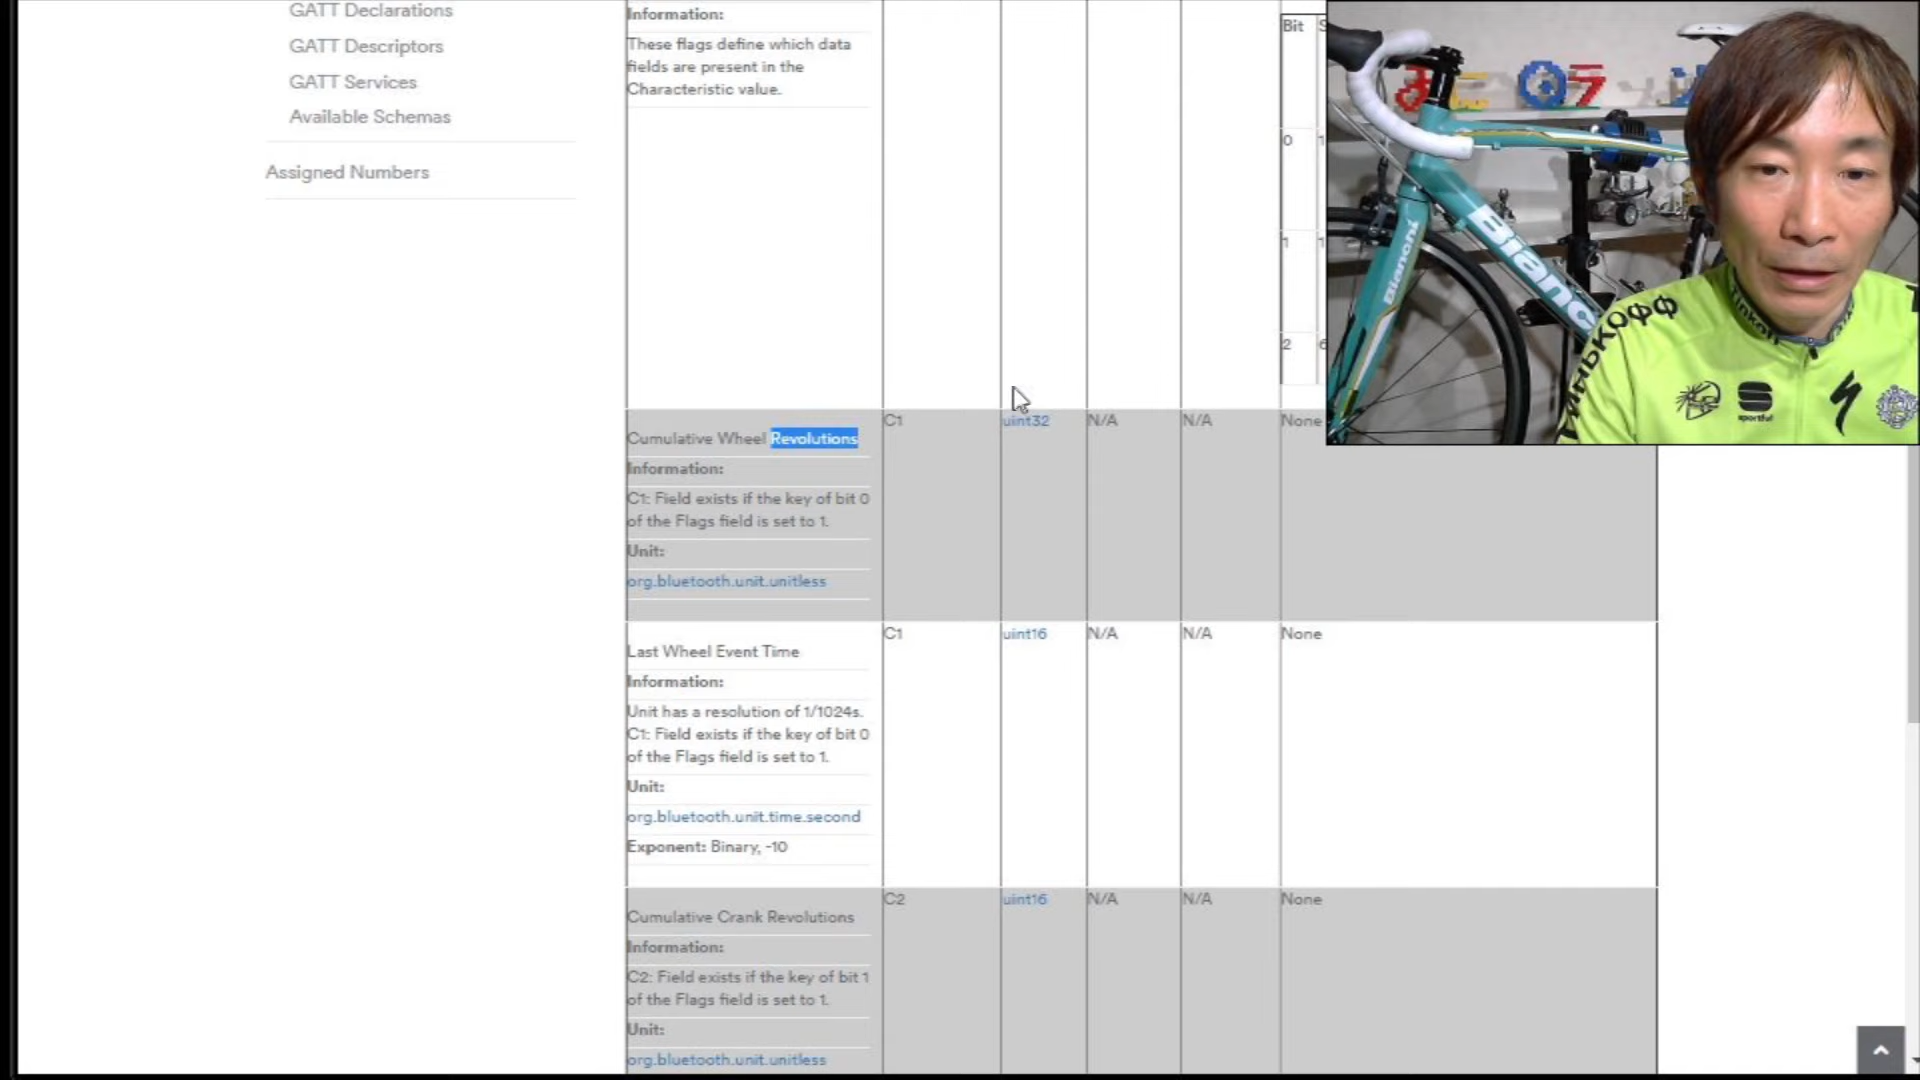 GATT Declarations
GATT Descriptors
GATT Services
Available Schemas
Assigned Numbers
Information:
These flags define which data
fields are present in the
Characteristic value.
Bit S
0 1
1 1
2 6
Cumulative Wheel Revolutions
Information:
C1: Field exists if the key of bit 0
of the Flags field is set to 1.
Unit:
org.bluetooth.unit.unitless
C1
uint32
N/A
N/A
None
Last Wheel Event Time
Information:
Unit has a resolution of 1/1024s.
C1: Field exists if the key of bit 0
of the Flags field is set to 1.
Unit:
org.bluetooth.unit.time.second
Exponent: Binary, -10
C1
uint16
N/A
N/A
None
Cumulative Crank Revolutions
Information:
C2: Field exists if the key of bit 1
of the Flags field is set to 1.
Unit:
org.bluetooth.unit.unitless
C2
uint16
N/A
N/A
None
Bianchi
Bianc
sportful